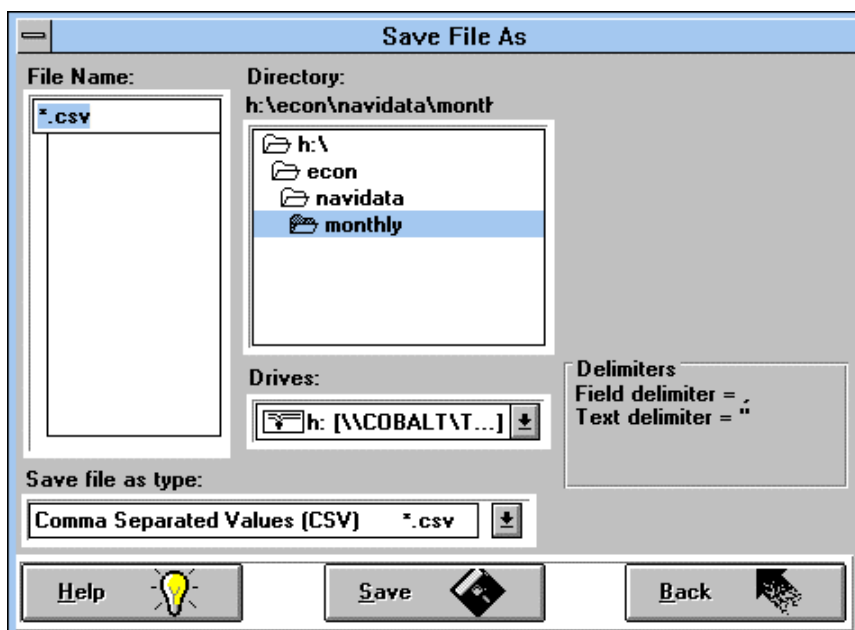 Save File As
File Name:
*.csv
Directory:
h:\econ\navidata\month
h:\
econ
navidata
monthly
Drives:
h: [\\COBALT\T...]
Delimiters
Field delimiter = ,
Text delimiter = "
Save file as type:
Comma Separated Values (CSV) *.csv
Help
Save
Back